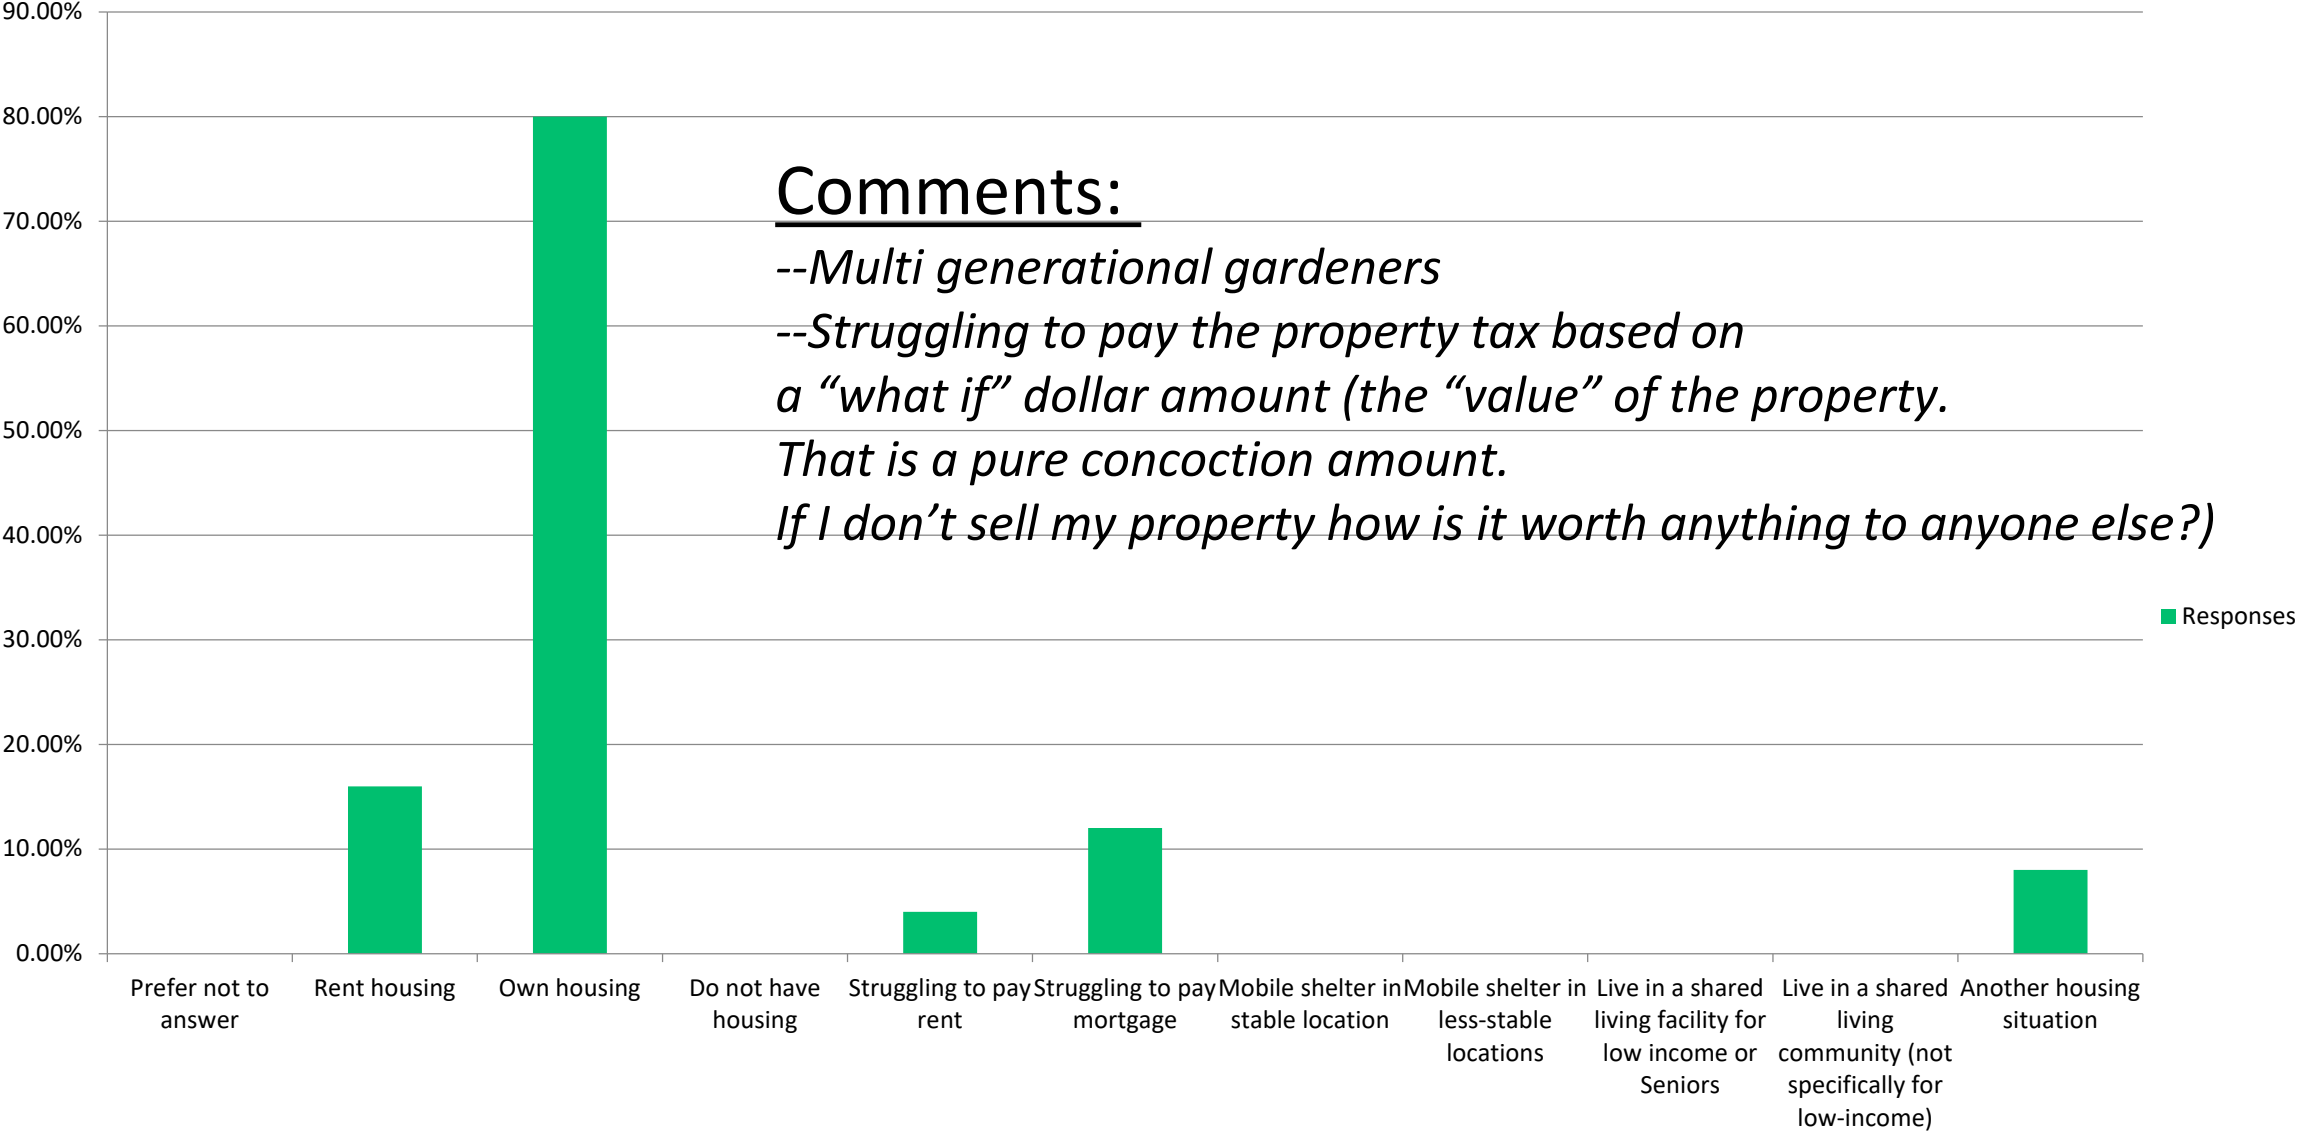 90.00%
80.00%
70.00%
60.00%
50.00%
40.00%
30.00%
20.00%
10.00%
0.00%
Comments:
--Multi generational gardeners
--Struggling to pay the property tax based on
a “what if” dollar amount (the “value” of the property.
That is a pure concoction amount.
If I don’t sell my property how is it worth anything to anyone else?)
Responses
Prefer not to
answer
Rent housing
Own housing
Do not have
housing
Struggling to pay
rent
Struggling to pay
mortgage
Mobile shelter in
stable location
Mobile shelter in
less-stable
locations
Live in a shared
living facility for
low income or
Seniors
Live in a shared
living
community (not
specifically for
low-income)
Another housing
situation